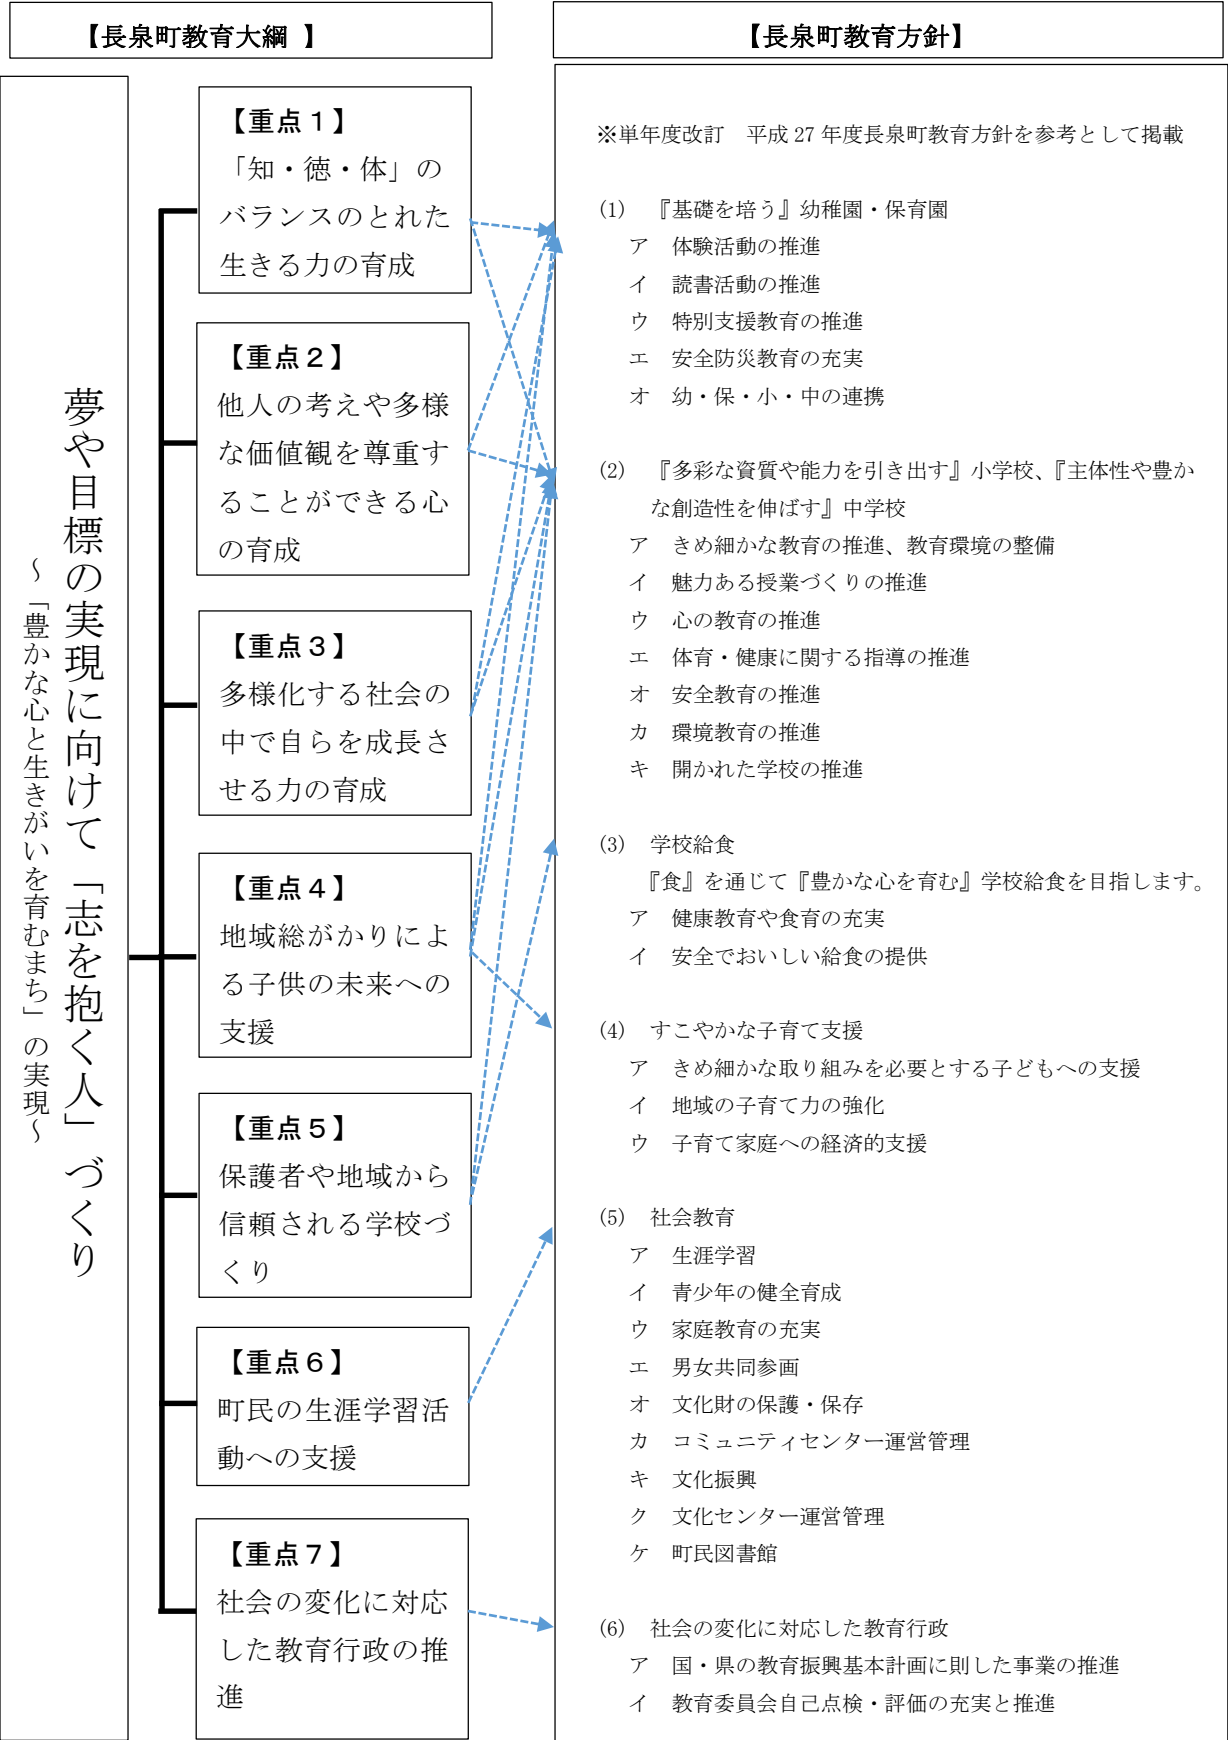 【長泉町教育大綱 】
夢や目標の実現に向けて「志を抱く人」づくり
～「豊かな心と生きがいを育むまち」の実現～
【重点１】
「知・徳・体」の
バランスのとれた
生きる力の育成
【重点２】
他人の考えや多様
な価値観を尊重す
ることができる心
の育成
【重点３】
多様化する社会の
中で自らを成長さ
せる力の育成
【重点４】
地域総がかりによ
る子供の未来への
支援
【重点５】
保護者や地域から
信頼される学校づ
くり
【重点６】
町民の生涯学習活
動への支援
【重点７】
社会の変化に対応
した教育行政の推
進
【長泉町教育方針】
※単年度改訂　平成 27 年度長泉町教育方針を参考として掲載
(1)　『基礎を培う』幼稚園・保育園
ア　体験活動の推進
イ　読書活動の推進
ウ　特別支援教育の推進
エ　安全防災教育の充実
オ　幼・保・小・中の連携
(2)　『多彩な資質や能力を引き出す』小学校、『主体性や豊か
な創造性を伸ばす』中学校
ア　きめ細かな教育の推進、教育環境の整備
イ　魅力ある授業づくりの推進
ウ　心の教育の推進
エ　体育・健康に関する指導の推進
オ　安全教育の推進
カ　環境教育の推進
キ　開かれた学校の推進
(3)　学校給食
『食』を通じて『豊かな心を育む』学校給食を目指します。
ア　健康教育や食育の充実
イ　安全でおいしい給食の提供
(4)　すこやかな子育て支援
ア　きめ細かな取り組みを必要とする子どもへの支援
イ　地域の子育て力の強化
ウ　子育て家庭への経済的支援
(5)　社会教育
ア　生涯学習
イ　青少年の健全育成
ウ　家庭教育の充実
エ　男女共同参画
オ　文化財の保護・保存
カ　コミュニティセンター運営管理
キ　文化振興
ク　文化センター運営管理
ケ　町民図書館
(6)　社会の変化に対応した教育行政
ア　国・県の教育振興基本計画に則した事業の推進
イ　教育委員会自己点検・評価の充実と推進